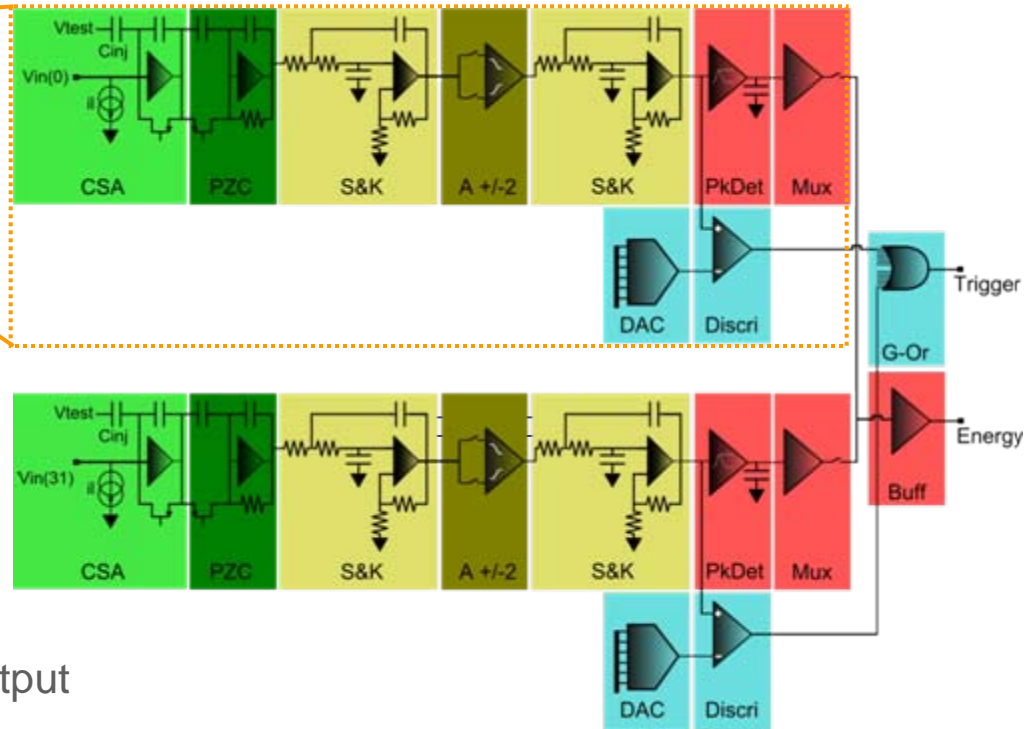 Vtest
Cinj
Vin(0)
il
CSA
PZC
S&K
A +/-2
S&K
PkDet
Mux
DAC
Discri
Trigger
G-Or
Vtest
Cinj
Vin(31)
il
CSA
PZC
S&K
A +/-2
S&K
PkDet
Mux
Energy
Buff
DAC
Discri
tput